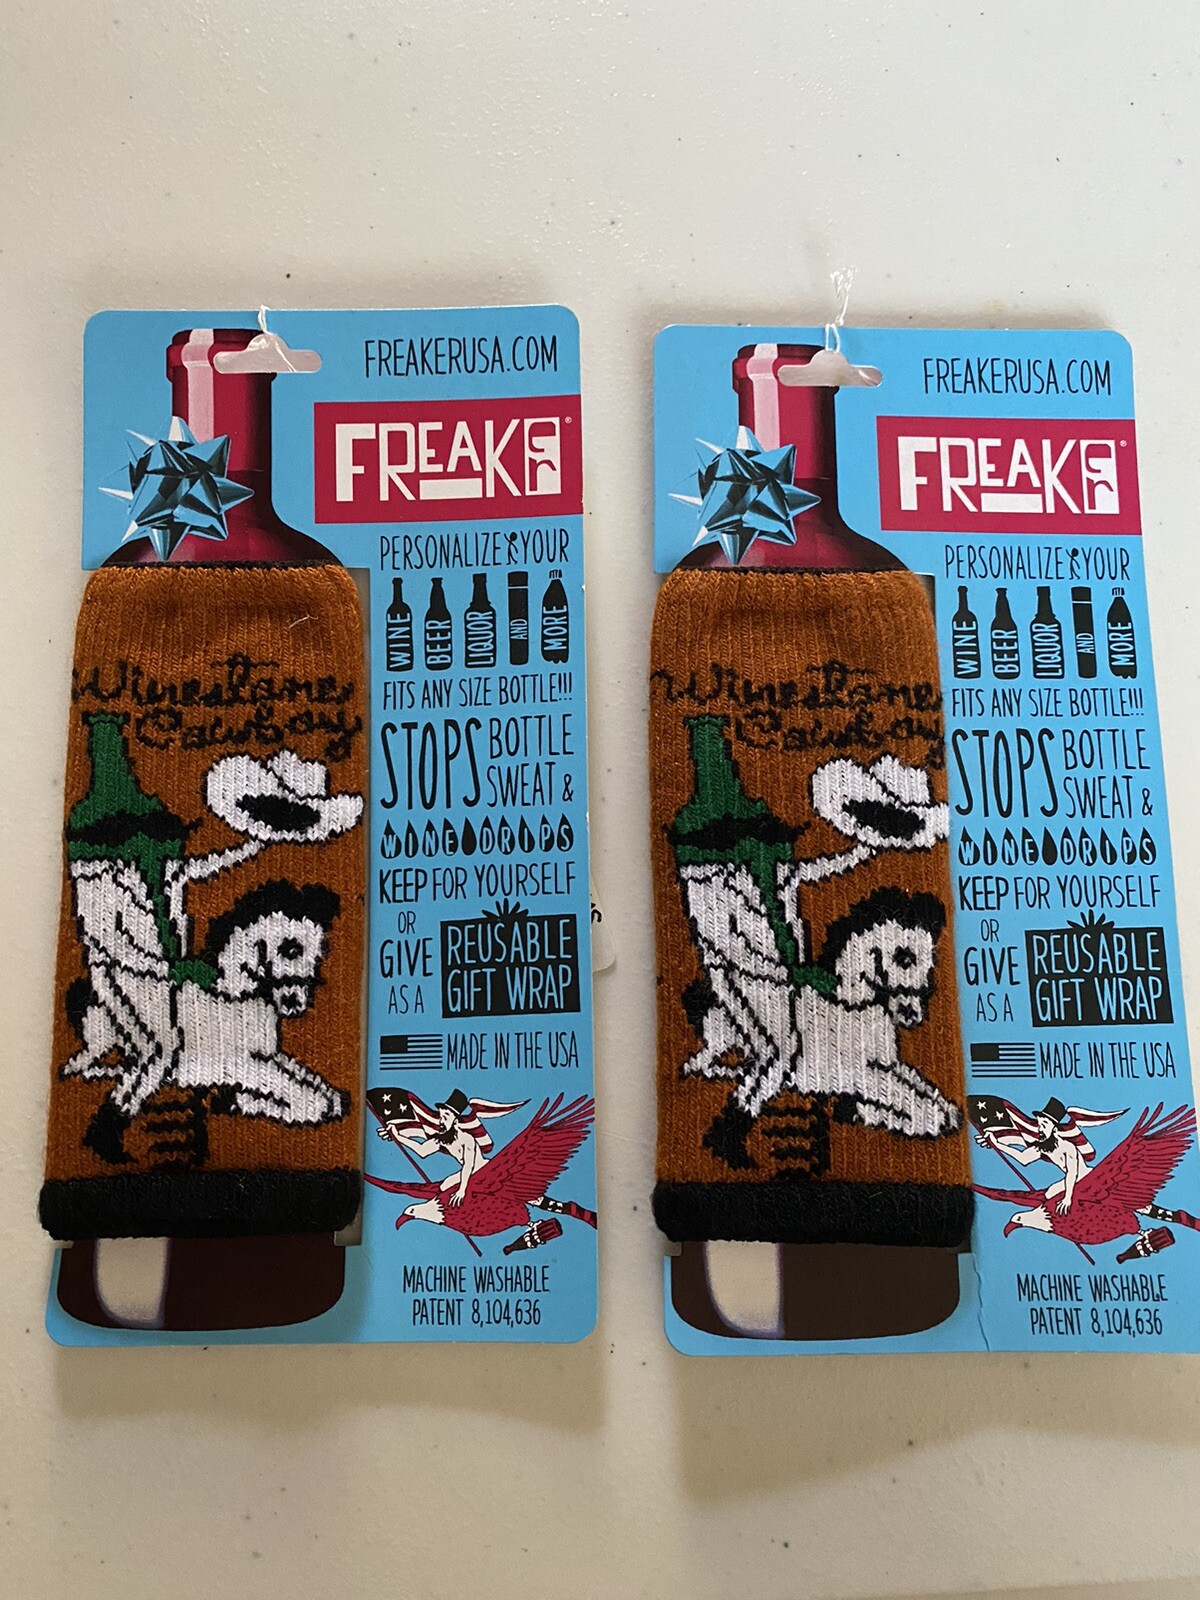 FREAKERUSA.COM
FREAKER®
PERSONALIZE YOUR
WINE BEER LIQUOR AND MORE
FITS ANY SIZE BOTTLE!!!
STOPS BOTTLE
SWEAT &
WINE DRIPS
KEEP FOR YOURSELF
OR
GIVE
AS A
REUSABLE
GIFT WRAP
MADE IN THE USA
MACHINE WASHABLE
PATENT 8,104,636
Winestone
Cowboy
FREAKERUSA.COM
FREAKER®
PERSONALIZE YOUR
WINE BEER LIQUOR AND MORE
FITS ANY SIZE BOTTLE!!!
STOPS BOTTLE
SWEAT &
WINE DRIPS
KEEP FOR YOURSELF
OR
GIVE
AS A
REUSABLE
GIFT WRAP
MADE IN THE USA
MACHINE WASHABLE
PATENT 8,104,636
Winestone
Cowboy